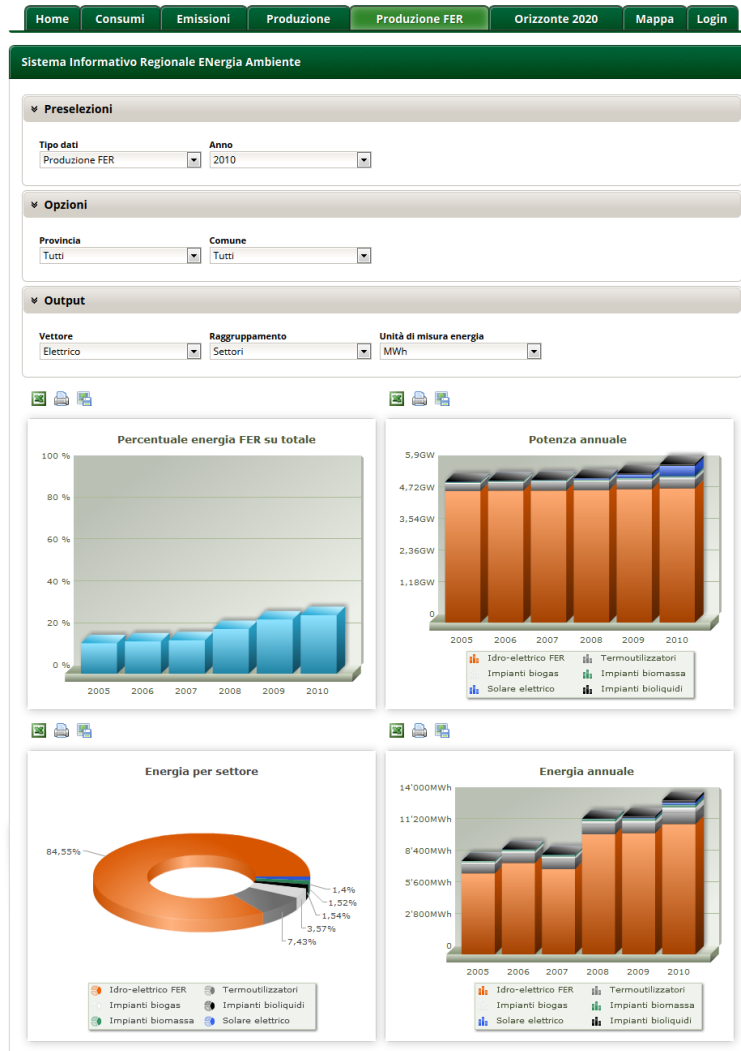 Home Consumi Emissioni Produzione Produzione FER Orizzonte 2020 Mappa Login
Sistema Informativo Regionale ENergia Ambiente
Preselezioni
Tipo dati Anno
Produzione FER 2010
Opzioni
Provincia Comune
Tutti Tutti
Output
Vettore Raggruppamento Unità di misura energia
Elettrico Settori MWh
Percentuale energia FER su totale
100 %
80 %
60 %
40 %
20 %
0 %
2005 2006 2007 2008 2009 2010
Potenza annuale
5,9GW
4,72GW
3,54GW
2,36GW
1,18GW
0
2005 2006 2007 2008 2009 2010
Idro-elettrico FER Termoutilizzatori
Impianti biogas Impianti biomassa
Solare elettrico Impianti bioliquidi
Energia per settore
84,55%
1,4%
1,52%
1,54%
3,57%
7,43%
Idro-elettrico FER Termoutilizzatori
Impianti biogas Impianti bioliquidi
Impianti biomassa Solare elettrico
Energia annuale
14'000MWh
11'200MWh
8'400MWh
5'600MWh
2'800MWh
0
2005 2006 2007 2008 2009 2010
Idro-elettrico FER Termoutilizzatori
Impianti biogas Impianti biomassa
Solare elettrico Impianti bioliquidi